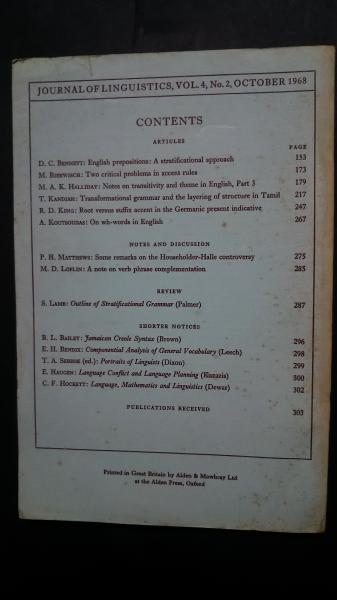 JOURNAL OF LINGUISTICS, VOL. 4, No. 2, OCTOBER 1968
CONTENTS
ARTICLES
PAGE
D. C. BENNETT: English prepositions: A stratificational approach 153
M. BIERWISCH: Two critical problems in accent rules 173
M. A. K. HALLIDAY: Notes on transitivity and theme in English, Part 3 179
T. KANDIAH: Transformational grammar and the layering of structure in Tamil 217
R. D. KING: Root versus suffix accent in the Germanic present indicative 247
A. KOUTSOUDAS: On wh-words in English 267
NOTES AND DISCUSSION
P. H. MATTHEWS: Some remarks on the Householder-Halle controversy 275
M. D. LOFLIN: A note on verb phrase complementation 285
REVIEW
S. LAMB: Outline of Stratificational Grammar (Palmer) 287
SHORTER NOTICES
B. L. BAILEY: Jamaican Creole Syntax (Brown) 296
E. H. BENDIX: Componential Analysis of General Vocabulary (Leech) 298
T. A. SEBEOK (ed.): Portraits of Linguists (Dixon) 299
E. HAUGEN: Language Conflict and Language Planning (Kazazis) 300
C. F. HOCKETT: Language, Mathematics and Linguistics (Dewar) 302
PUBLICATIONS RECEIVED 303
Printed in Great Britain by Alden & Mowbray Ltd
at the Alden Press, Oxford